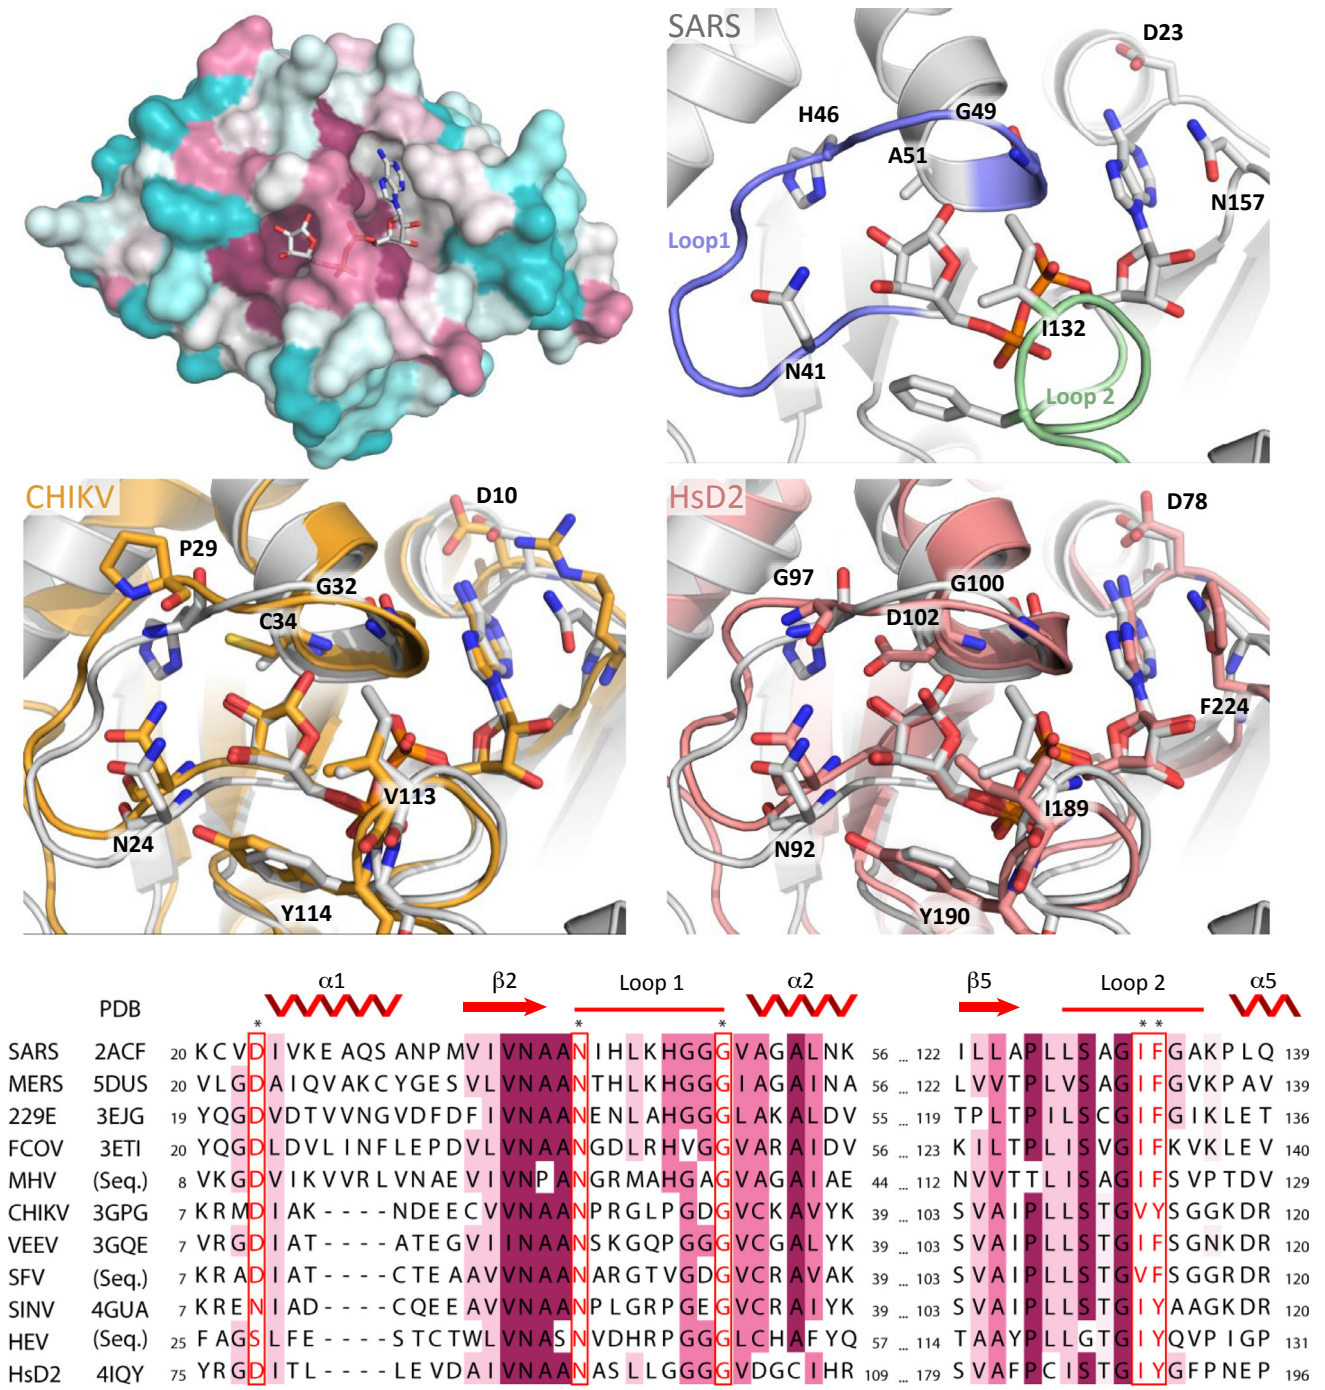 SARS
D23
H46
G49
A51
N157
Loop1
I132
N41
Loop 2
CHIKV
D10
P29
G32
C34
V113
N24
Y114
HsD2
D78
G97
G100
D102
F224
I189
N92
Y190
α1 β2 Loop 1 α2 β5 Loop 2 α5
PDB
* * * * *
SARS 2ACF 20 KCVDIVKEAQSANPMVIVNAANIHLKHGGGVAGALNK 56 ... 122 ILLAPLLSAGIFGAKPLQ 139
MERS 5DUS 20 VLGDAIQVAKCYGESVLVNAANTHLKHGGGIAGAINA 56 ... 122 LVVTPLVSAGIFGVKPAV 139
229E 3EJG 19 YQGDVDTVVNGVDFDFIVNAANENLAHGGGLAKALDV 55 ... 119 TPLTPILSCGIFGIKLET 136
FCOV 3ETI 20 YQGDLDVLINFLEPDVLVNAANGDLRHVGGVARAIDV 56 ... 123 KILTPLISVGIFKVKLEV 140
MHV (Seq.) 8 VKGDVIKVVRLVNAEVIVNPANGRMAHGAGVAGAIAE 44 ... 112 NVVTTLISAGIFSVPTDV 129
CHIKV 3GPG 7 KRMDIAK----NDEECVVNAANPRGLPGDGVCKAVYK 39 ... 103 SVAIPLLSTGVYSGGKDR 120
VEEV 3GQE 7 VRGDIAT----ATEGVIINAANSKGQPGGGVCGALYK 39 ... 103 SVAIPLLSTGIFSGNKDR 120
SFV (Seq.) 7 KRADIAT----CTEAAVVNAANARGTVGDGVCRAVAK 39 ... 103 SVAIPLLSTGVFSGGRDR 120
SINV 4GUA 7 KRENIAD----CQEEAVVNAANPLGRPGEGVCRAIYK 39 ... 103 SVAIPLLSTGIYAAGKDR 120
HEV (Seq.) 25 FAGSLFE----STCTWLVNASNVDHRPGGGLCHAFYQ 57 ... 114 TAAYPLLGTGIYQVPIGP 131
HsD2 4IQY 75 YRGDITL----LEVDAIVNAANASLLGGGGVDGCIHR 109 ... 179 SVAFPCISTGIYGFPNEP 196